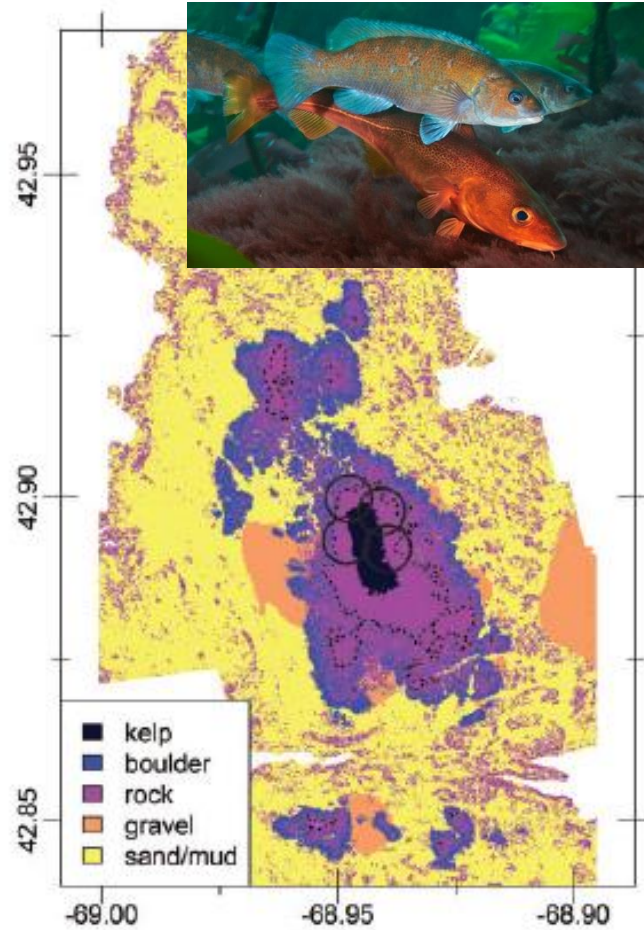 42.95
42.90
42.85
kelp
boulder
rock
gravel
sand/mud
-69.00
-68.95
-68.90